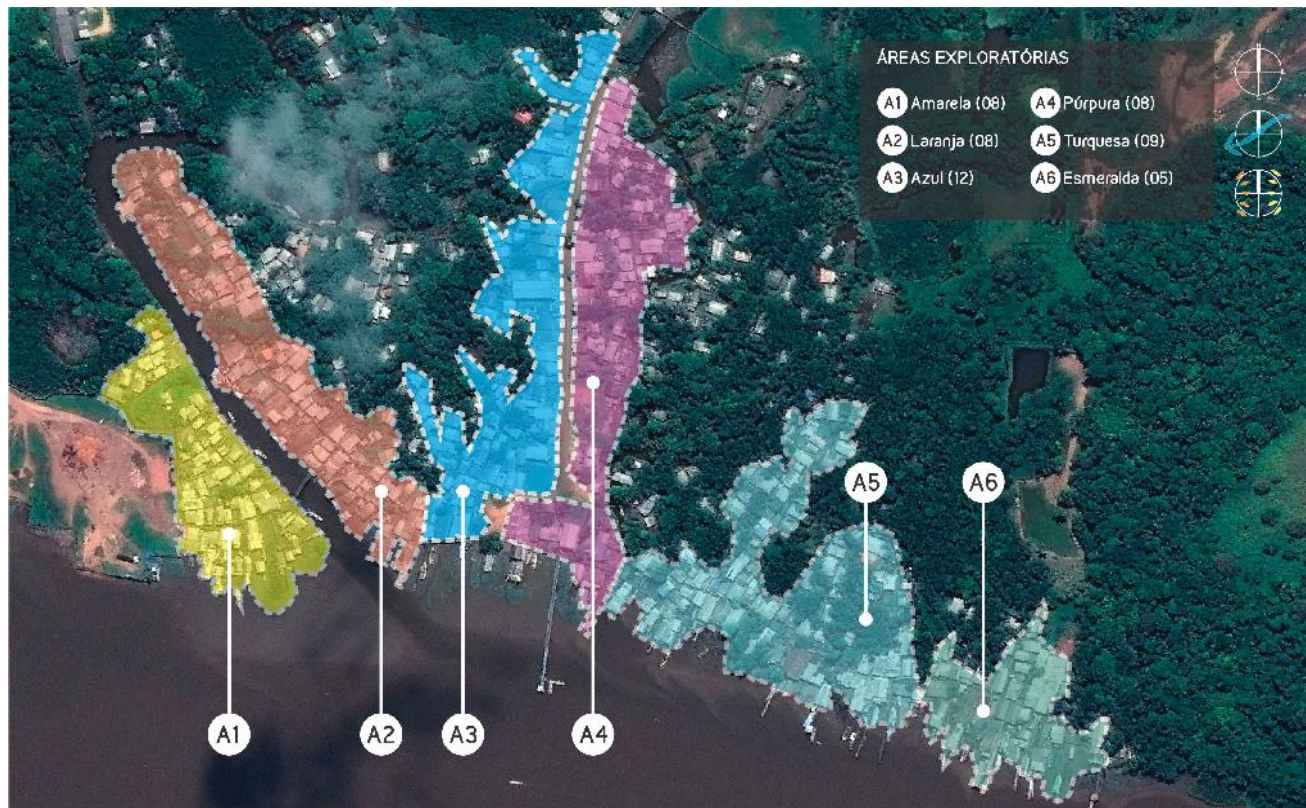 ÁREAS EXPLORATÓRIAS
A1 Amarela (08) A4 Púrpura (08)
A2 Laranja (08) A5 Turquesa (09)
A3 Azul (12) A6 Esmeralda (05)
A5 A6
A1 A2 A3 A4